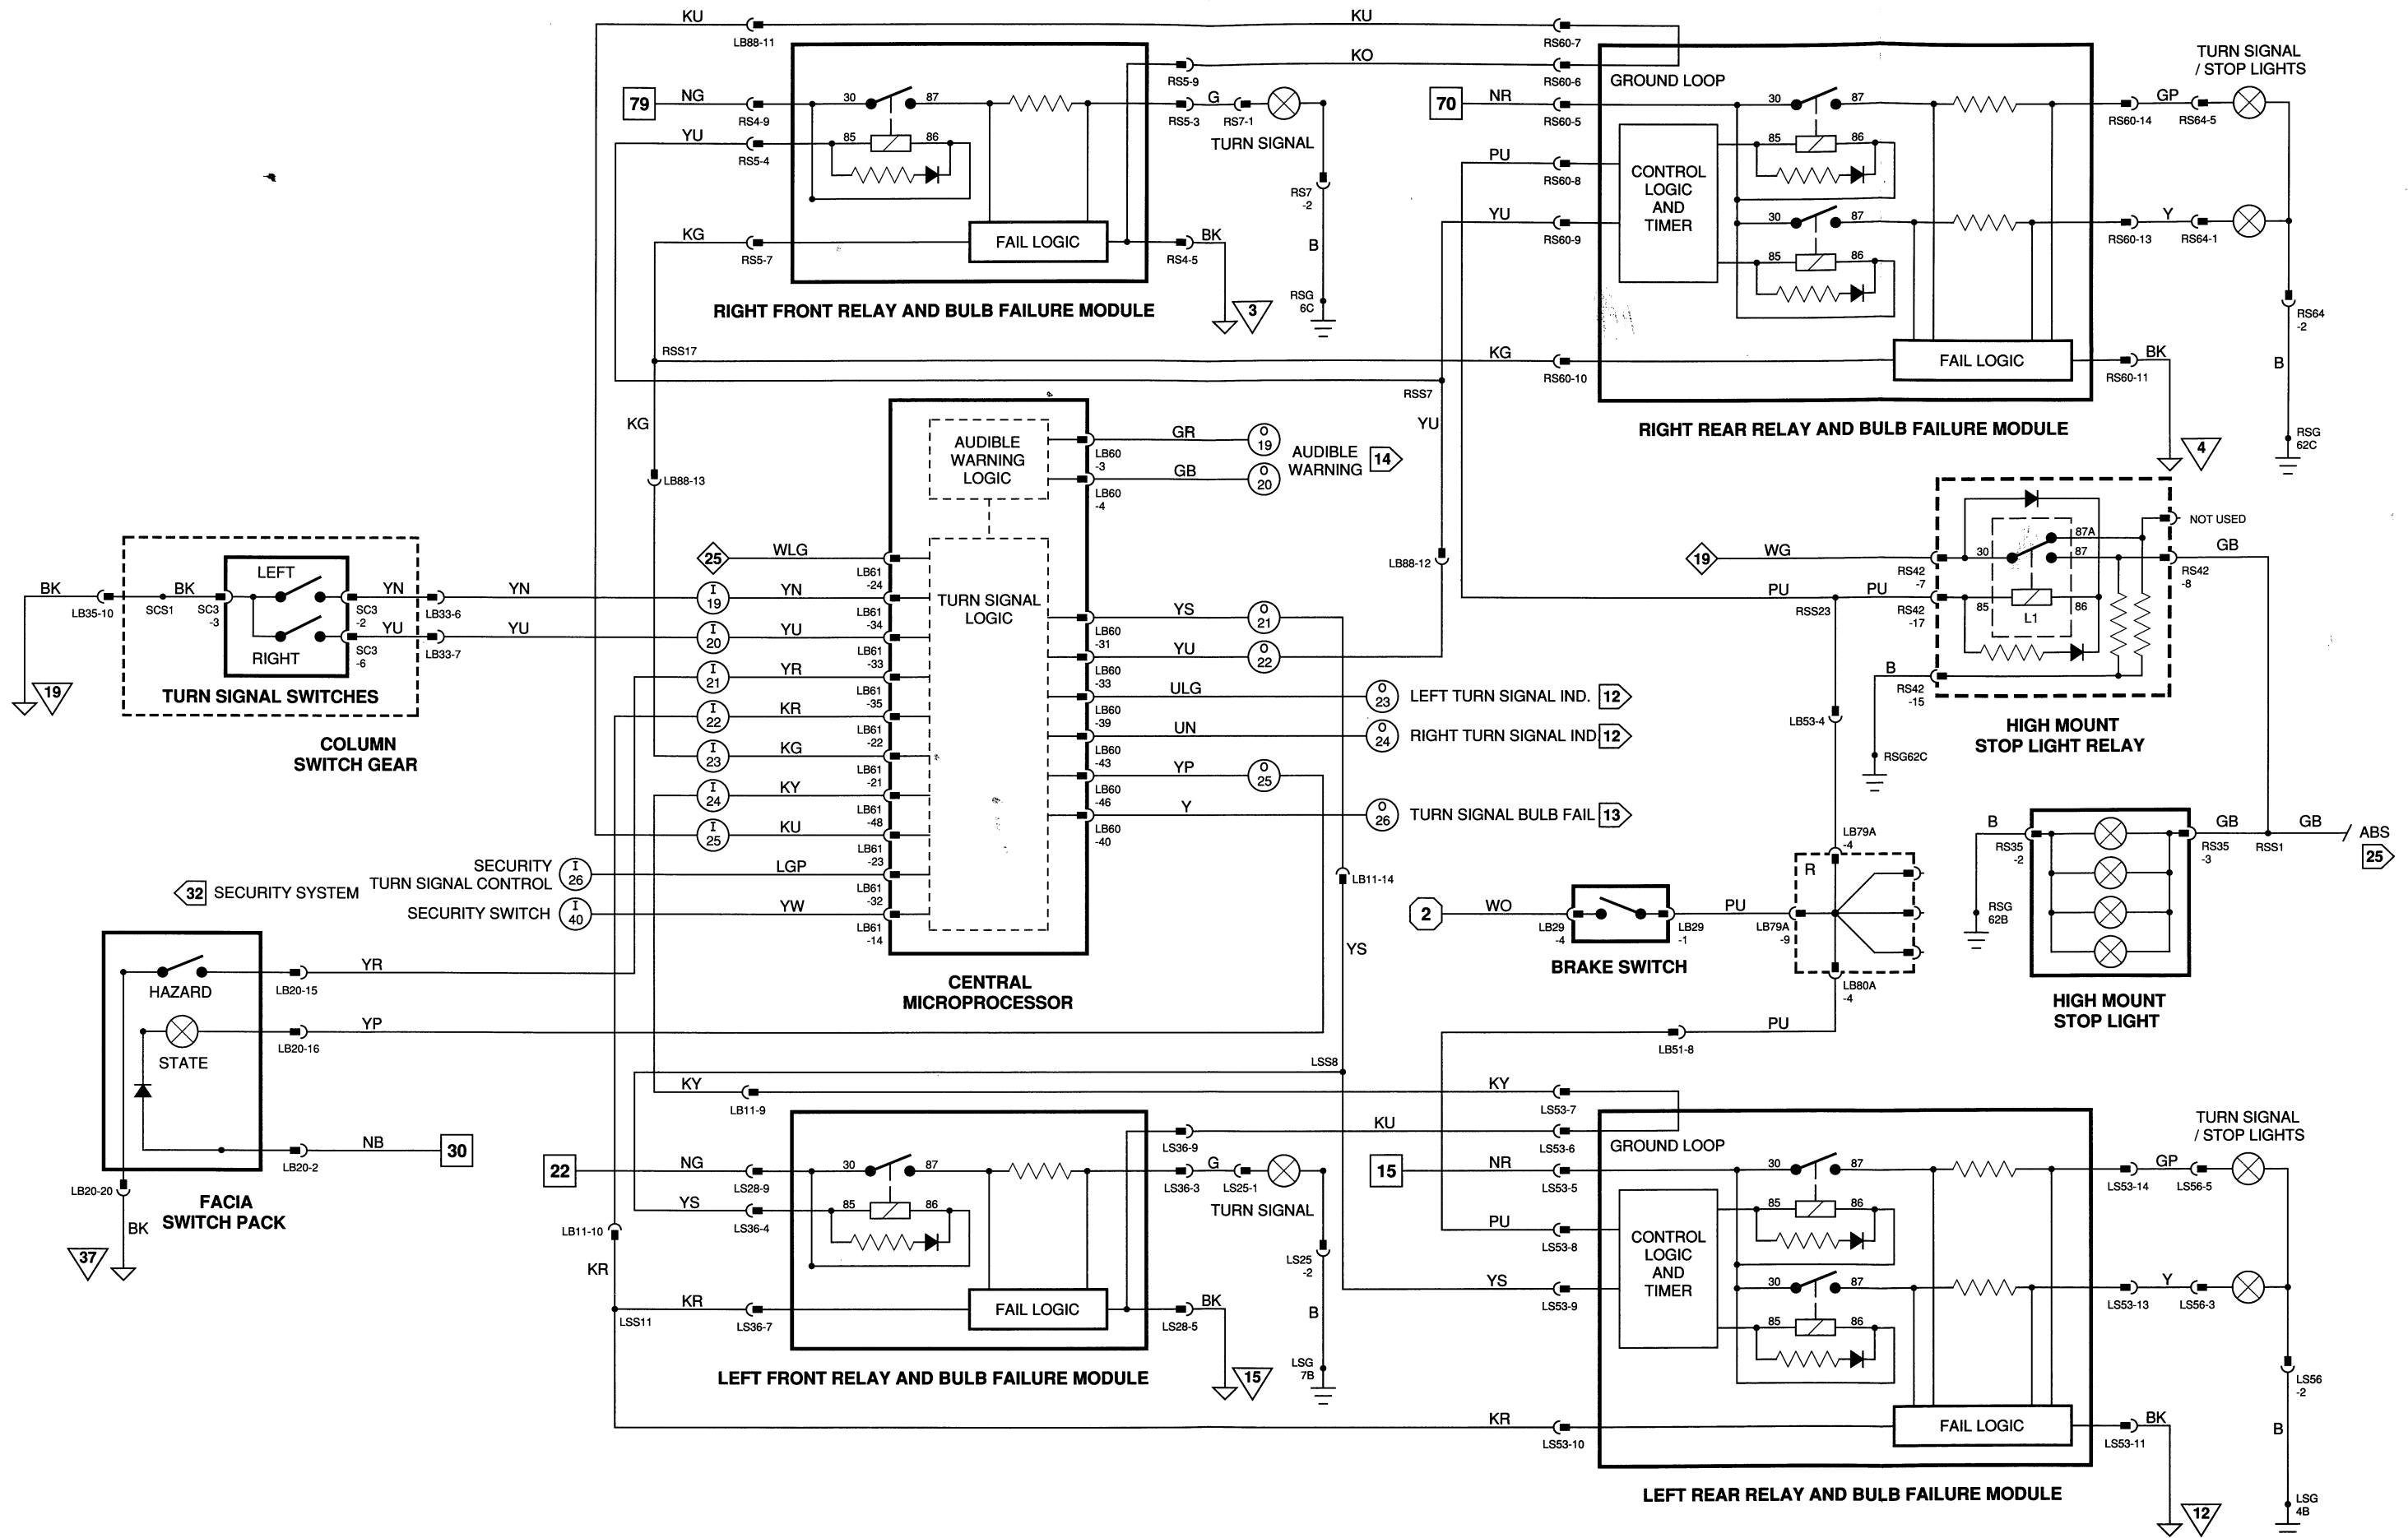 KU
LB88-11
KU
RS60-7
RS5-9
KO
RS60-6
79
NG
RS4-9
30
87
RS5-3
G
RS7-1
TURN SIGNAL
YU
RS5-4
85
86
RS7
-2
B
RSG
6C
KG
RS5-7
FAIL LOGIC
RS4-5
BK
3
RIGHT FRONT RELAY AND BULB FAILURE MODULE
GROUND LOOP
70
NR
RS60-5
PU
RS60-8
YU
RS60-9
CONTROL
LOGIC
AND
TIMER
30
87
85
86
30
87
85
86
RS60-14
GP
RS64-5
TURN SIGNAL
/ STOP LIGHTS
RS60-13
Y
RS64-1
RS64
-2
B
RSG
62C
RSS17
KG
RS60-10
FAIL LOGIC
RS60-11
BK
4
RSS7
RIGHT REAR RELAY AND BULB FAILURE MODULE
KG
LB88-13
YU
LB88-12
AUDIBLE
WARNING
LOGIC
LB60
-3
GR
O
19
LB60
-4
GB
O
20
AUDIBLE
WARNING
14
BK
LB35-10
SCS1
BK
SC3
-3
LEFT
RIGHT
SC3
-2
YN
LB33-6
YN
SC3
-6
YU
LB33-7
YU
19
TURN SIGNAL SWITCHES
COLUMN
SWITCH GEAR
25
WLG
LB61
-24
I
19
YN
LB61
-34
I
20
YU
LB61
-33
I
21
YR
LB61
-35
I
22
KR
LB61
-22
I
23
KG
LB61
-21
I
24
KY
LB61
-48
I
25
KU
LB61
-23
SECURITY
TURN SIGNAL CONTROL
I
26
LGP
LB61
-32
32
SECURITY SYSTEM
SECURITY SWITCH
I
40
YW
LB61
-14
TURN SIGNAL
LOGIC
CENTRAL
MICROPROCESSOR
LB60
-31
YS
O
21
LB60
-33
YU
O
22
LB60
-39
ULG
O
23
LEFT TURN SIGNAL IND.
12
LB60
-43
UN
O
24
RIGHT TURN SIGNAL IND
12
LB60
-46
YP
O
25
LB60
-40
Y
O
26
TURN SIGNAL BULB FAIL
13
LB11-14
YS
19
WG
RS42
-7
30
87A
87
NOT USED
RS42
-8
GB
PU
RSS23
PU
RS42
-17
85
86
L1
B
RS42
-15
RSG62C
HIGH MOUNT
STOP LIGHT RELAY
LB53-4
LB79A
-4
R
2
WO
LB29
-4
LB29
-1
PU
LB79A
-9
BRAKE SWITCH
LB80A
-4
PU
LB51-8
B
RS35
-2
RSG
62B
RS35
-3
GB
RSS1
GB
ABS
25
HIGH MOUNT
STOP LIGHT
HAZARD
YR
LB20-15
STATE
YP
LB20-16
NB
LB20-2
30
LB20-20
BK
37
FACIA
SWITCH PACK
LSS8
KY
LB11-9
KY
LS53-7
LS36-9
KU
LS53-6
22
NG
LS28-9
30
87
LS36-3
G
LS25-1
TURN SIGNAL
YS
LS36-4
85
86
LS25
-2
B
LSG
7B
LB11-10
KR
LSS11
KR
LS36-7
FAIL LOGIC
LS28-5
BK
15
LEFT FRONT RELAY AND BULB FAILURE MODULE
GROUND LOOP
15
NR
LS53-5
PU
LS53-8
YS
LS53-9
CONTROL
LOGIC
AND
TIMER
30
87
85
86
30
87
85
86
LS53-14
GP
LS56-5
TURN SIGNAL
/ STOP LIGHTS
LS53-13
Y
LS56-3
LS56
-2
B
LSG
4B
KR
LS53-10
FAIL LOGIC
LS53-11
BK
12
LEFT REAR RELAY AND BULB FAILURE MODULE